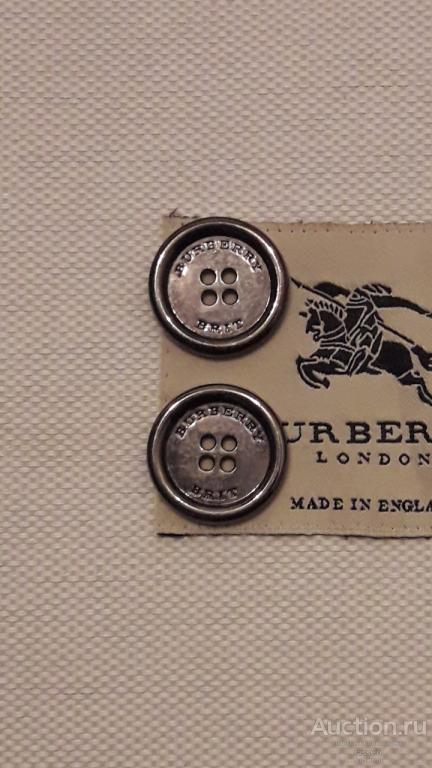 BURBERRY
BRIT
BURBERRY
BRIT
URBER
LONDON
MADE IN ENGLA
Auction.ru